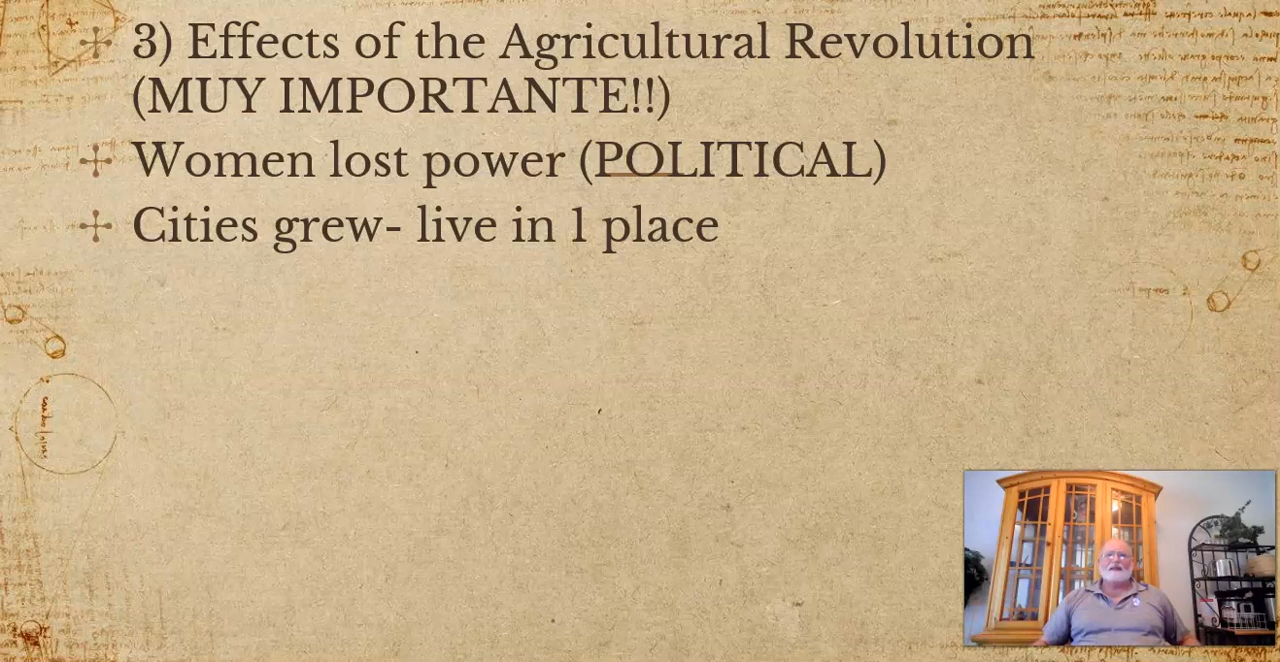 3) Effects of the Agricultural Revolution
(MUY IMPORTANTE!!)
Women lost power (POLITICAL)
Cities grew- live in 1 place